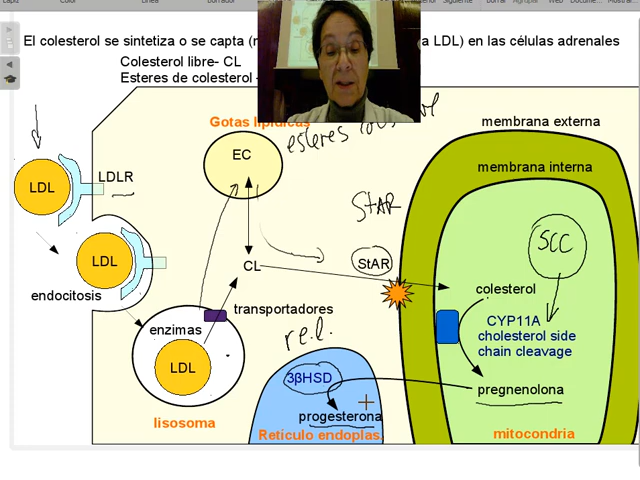 El colesterol se sintetiza o se capta (
a LDL) en las células adrenales
Colesterol libre- CL
Esteres de colesterol -
Gotas lipídicas
esteres
membrana externa
membrana interna
EC
LDL
LDLR
StAR
SCC
LDL
CL
StAR
colesterol
endocitosis
transportadores
enzimas
r.e.l.
CYP11A
cholesterol side
chain cleavage
LDL
3βHSD
pregnenolona
progesterona
lisosoma
Reticulo endoplas.
mitocondria